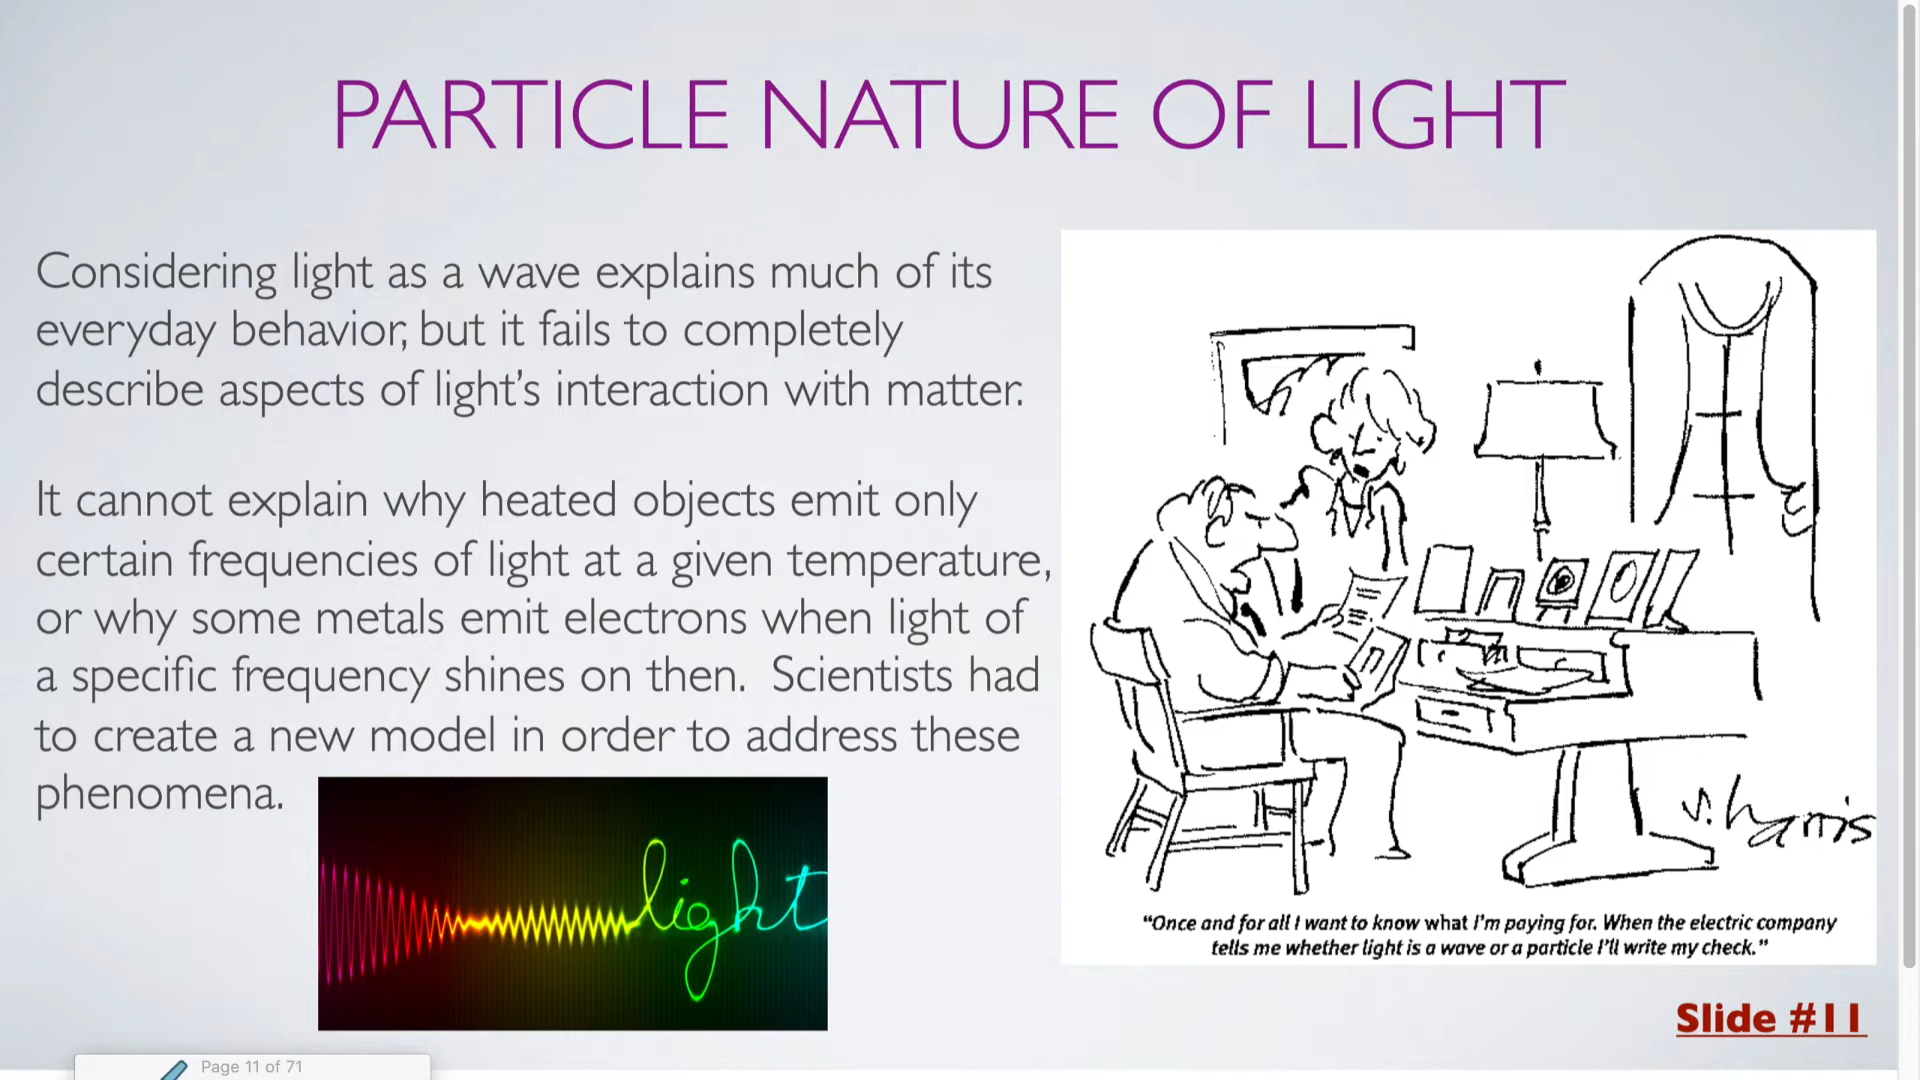 PARTICLE NATURE OF LIGHT
Considering light as a wave explains much of its
everyday behavior, but it fails to completely
describe aspects of light's interaction with matter.
It cannot explain why heated objects emit only
certain frequencies of light at a given temperature,
or why some metals emit electrons when light of
a specific frequency shines on then.  Scientists had
to create a new model in order to address these
phenomena.
light
S. harris
"Once and for all I want to know what I'm paying for. When the electric company
tells me whether light is a wave or a particle I'll write my check."
Slide #11
Page 11 of 71